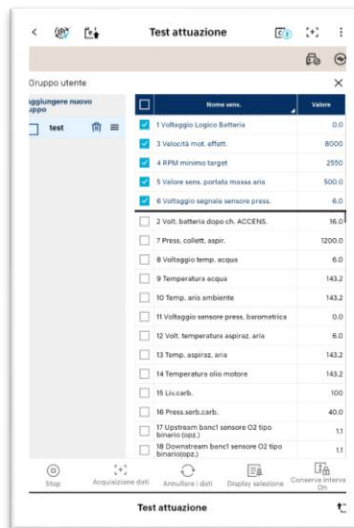 Test attuazione
Gruppo utente
aggiungere nuovo
uppo
test
Nome sens. Valore
1 Voltaggio Logico Batteria 0.0
3 Velocità mot. effett. 8000
4 RPM minimo target 2550
5 Valore sens. portata massa aria 500.0
6 Voltaggio segnale sensore press. 6.0
2 Volt. batteria dopo ch. ACCENS. 16.0
7 Press. collett. aspir. 1200.0
8 Voltaggio temp. acqua 6.0
9 Temperatura acqua 143.2
10 Temp. aria ambiente 143.2
11 Voltaggio sensore press. barometrica 0.0
12 Volt. temperatura aspiraz. aria 6.0
13 Temp. aspiraz. aria 143.2
14 Temperatura olio motore 143.2
15 Liv.carb. 100
16 Press.serb.carb. 40.0
17 Upstream banc1 sensore O2 tipo
binario (opz.) 1.1
18 Downstream banc1 sensore O2 tipo
binario(opz.) 1.1
Stop
Acquisizione dati
Annullare i dati
Display selezione
Conserve interva
On
Test attuazione